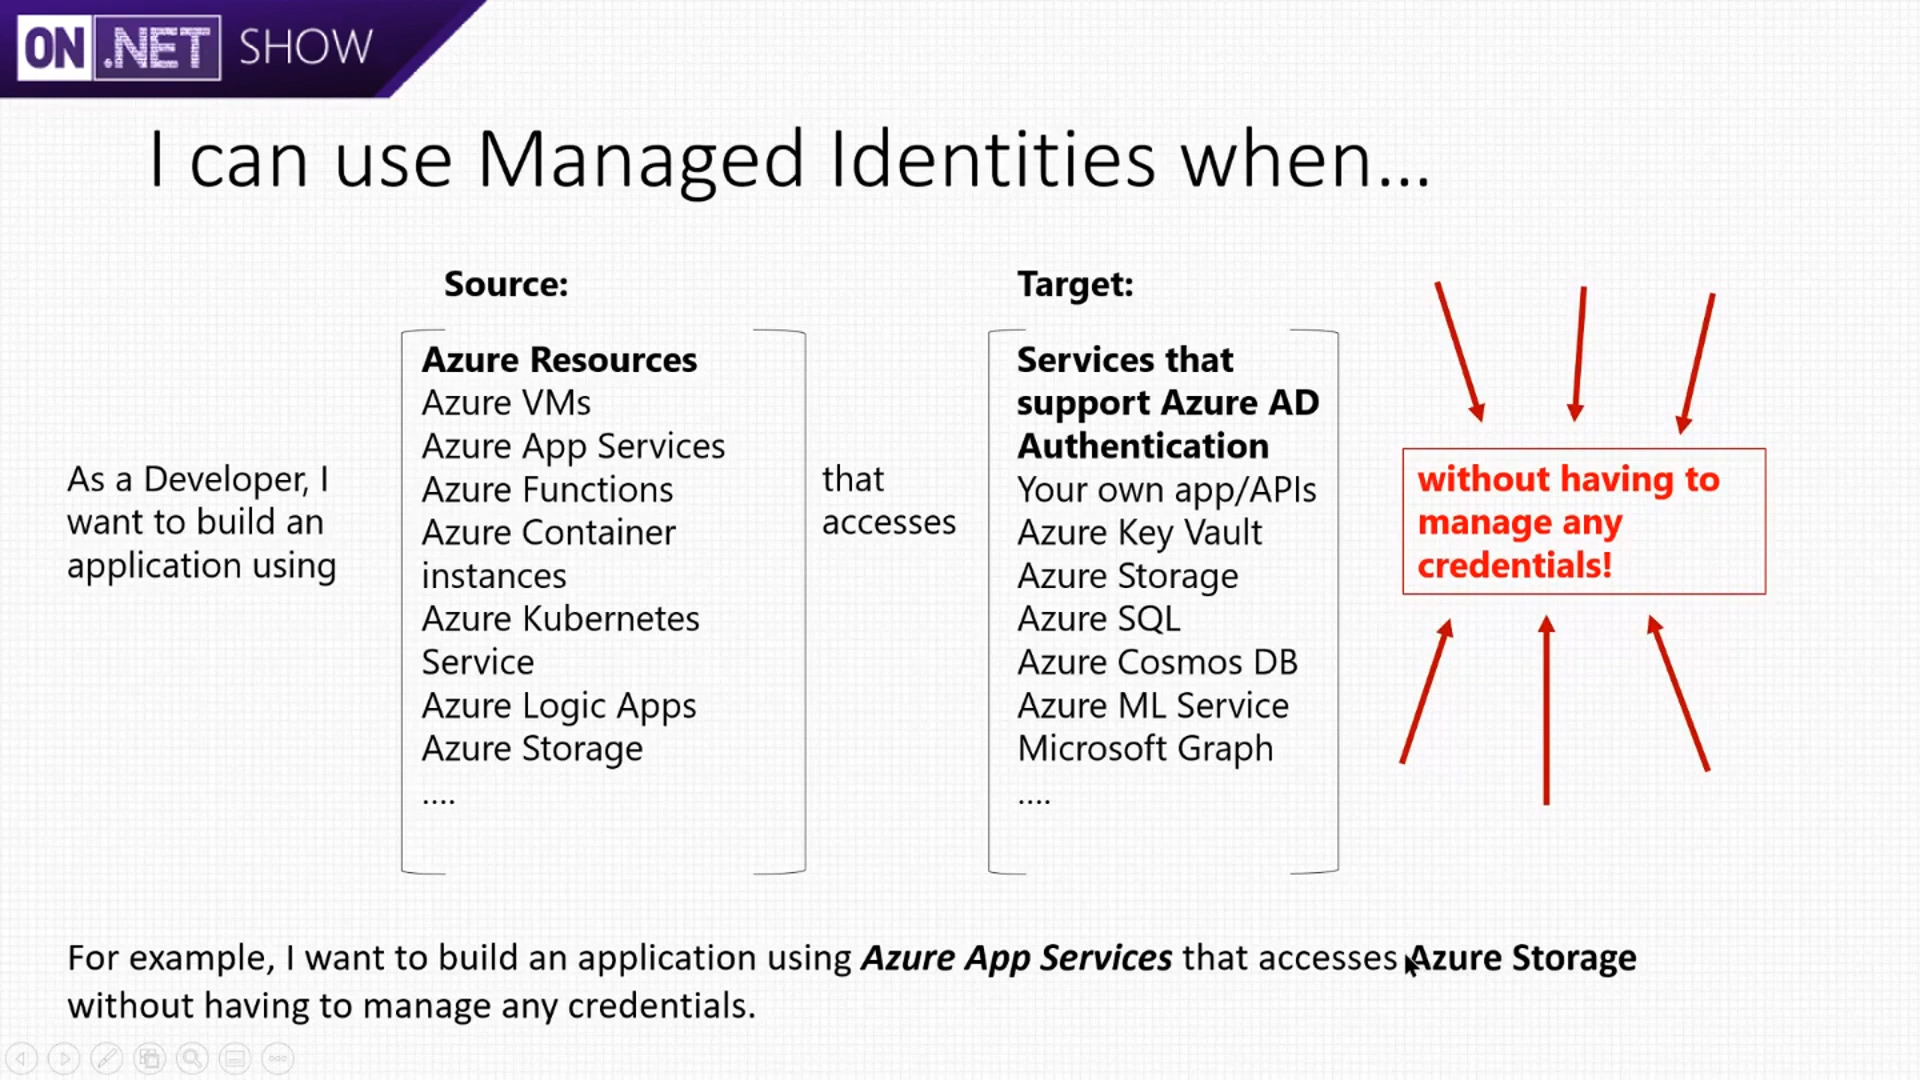 ON .NET SHOW
I can use Managed Identities when...
Source:
Target:
As a Developer, I
want to build an
application using
Azure Resources
Azure VMs
Azure App Services
Azure Functions
Azure Container
instances
Azure Kubernetes
Service
Azure Logic Apps
Azure Storage
....
that
accesses
Services that
support Azure AD
Authentication
Your own app/APIs
Azure Key Vault
Azure Storage
Azure SQL
Azure Cosmos DB
Azure ML Service
Microsoft Graph
....
without having to
manage any
credentials!
For example, I want to build an application using Azure App Services that accesses Azure Storage
without having to manage any credentials.